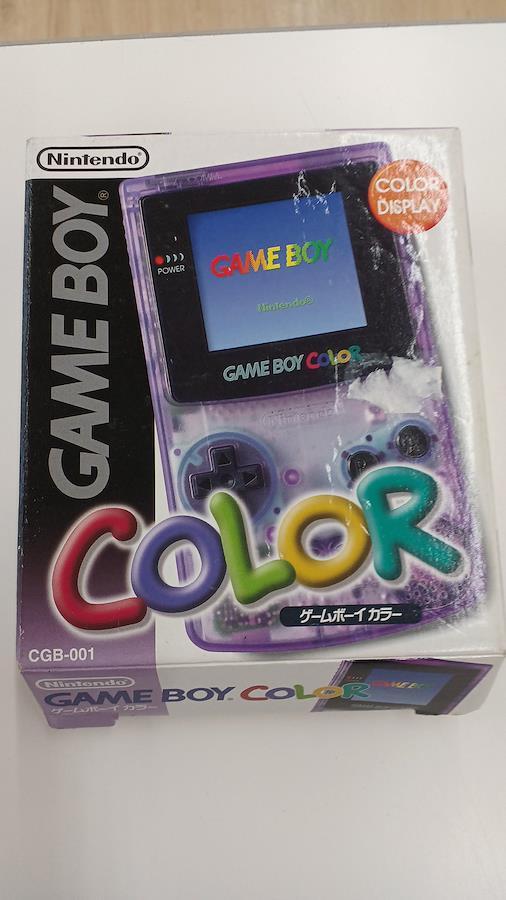 Nintendo®
GAME BOY®
COLOR
DISPLAY
POWER
GAME BOY
Nintendo®
GAME BOY COLOR
COLOR
ゲームボーイカラー
CGB-001
Nintendo®
GAME BOY® COLOR
ゲームボーイカラー